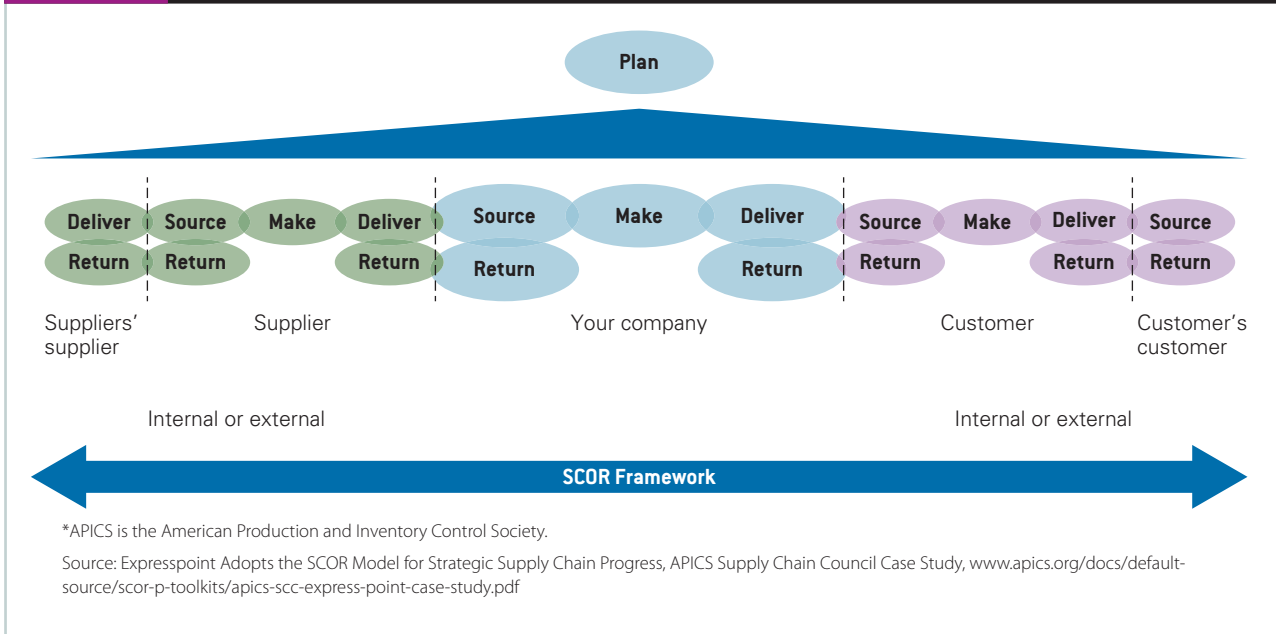 Plan
Deliver Source Make Deliver Source Make Deliver Source Make Deliver Source
Return Return Return Return Return Return Return Return
Suppliers' supplier Supplier Your company Customer Customer's customer
Internal or external Internal or external
SCOR Framework
*APICS is the American Production and Inventory Control Society.
Source: Expresspoint Adopts the SCOR Model for Strategic Supply Chain Progress, APICS Supply Chain Council Case Study, www.apics.org/docs/default-
source/scor-p-toolkits/apics-scc-express-point-case-study.pdf